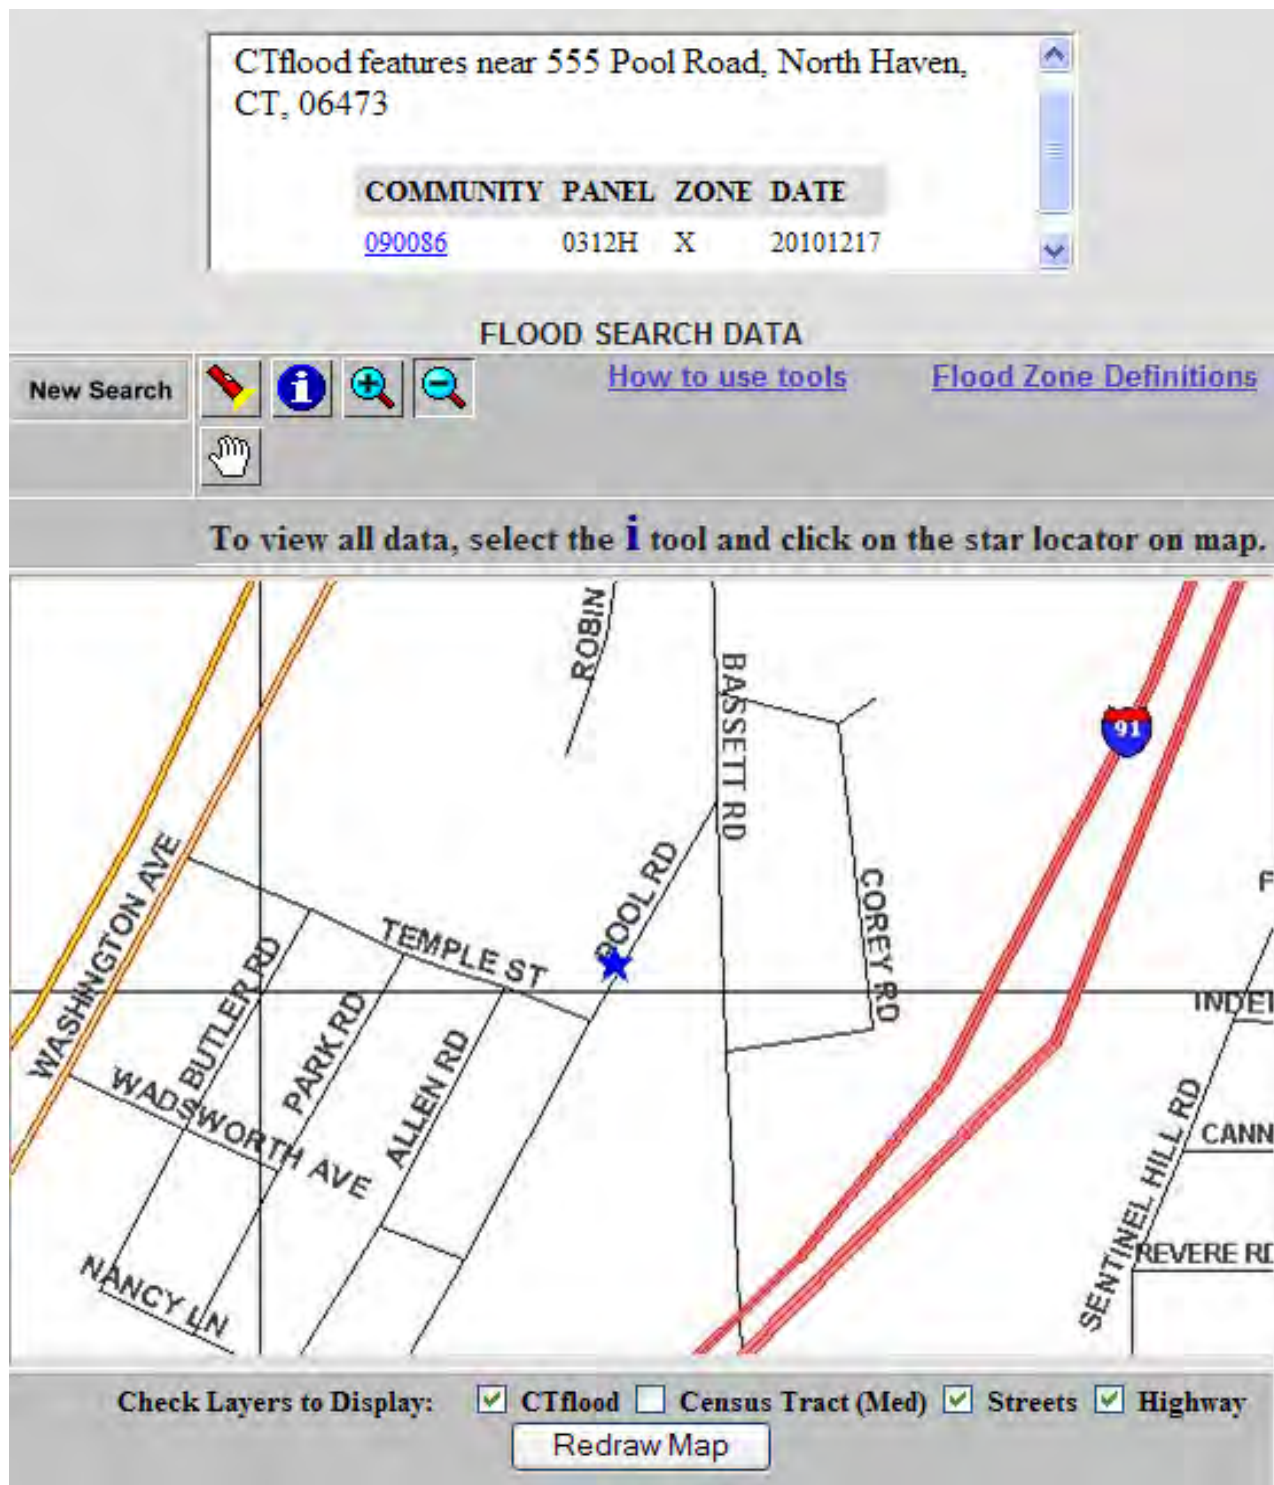 CTflood features near 555 Pool Road, North Haven,
CT, 06473
COMMUNITY PANEL ZONE DATE
090086 0312H X 20101217
FLOOD SEARCH DATA
New Search
How to use tools
Flood Zone Definitions
To view all data, select the i tool and click on the star locator on map.
ROBIN
BASSETT RD
91
WASHINGTON AVE
POOL RD
COREY RD
F
TEMPLE ST
BUTLER RD
PARK RD
ALLEN RD
INDE
WADSWORTH AVE
SENTINEL HILL RD
CANN
REVERE RD
NANCY LN
Check Layers to Display: CTflood Census Tract (Med) Streets Highway
Redraw Map